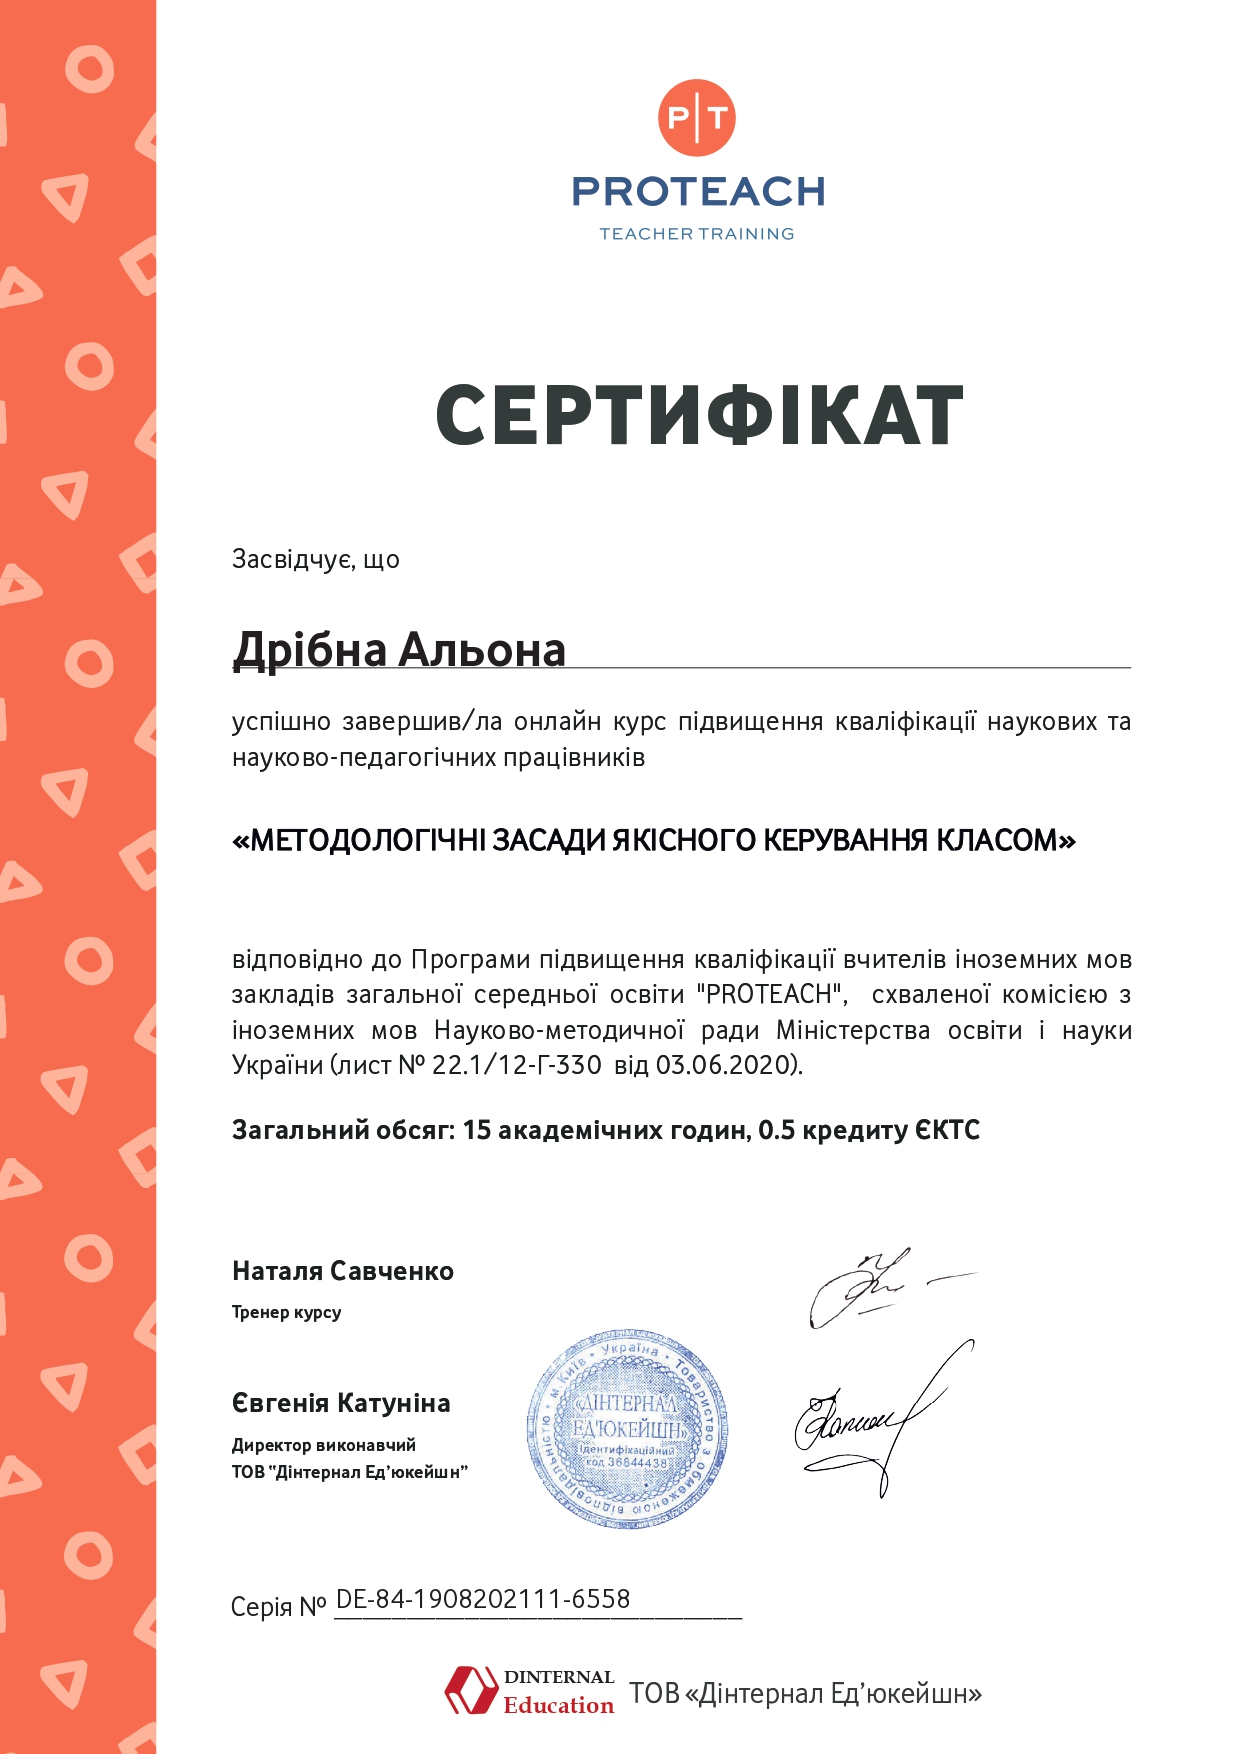 P|T
PROTEACH
TEACHER TRAINING
СЕРТИФІКАТ
Засвідчує, що
Дрібна Альона
успішно завершив/ла онлайн курс підвищення кваліфікації наукових та
науково-педагогічних працівників
«МЕТОДОЛОГІЧНІ ЗАСАДИ ЯКІСНОГО КЕРУВАННЯ КЛАСОМ»
відповідно до Програми підвищення кваліфікації вчителів іноземних мов
закладів загальної середньої освіти "PROTEACH", схваленої комісією з
іноземних мов Науково-методичної ради Міністерства освіти і науки
України (лист № 22.1/12-Г-330 від 03.06.2020).
Загальний обсяг: 15 академічних годин, 0.5 кредиту ЄКТС
Наталя Савченко
Тренер курсу
Євгенія Катуніна
Директор виконавчий
ТОВ “Дінтернал Ед’юкейшн”
м Київ • Україна • Товариство з обмеженою відповідальністю •
«ДІНТЕРНАЛ
ЕД'ЮКЕЙШН»
ідентифікаційний
код 36844438
Серія № DE-84-1908202111-6558
DINTERNAL
Education
ТОВ «Дінтернал Ед’юкейшн»